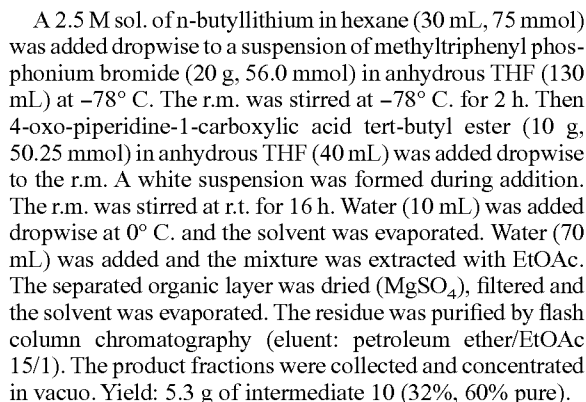 A 2.5 M sol. of n-butyllithium in hexane (30 mL, 75 mmol)
was added dropwise to a suspension of methyltriphenyl phos-
phonium bromide (20 g, 56.0 mmol) in anhydrous THF (130
mL) at −78° C. The r.m. was stirred at −78° C. for 2 h. Then
4-oxo-piperidine-1-carboxylic acid tert-butyl ester (10 g,
50.25 mmol) in anhydrous THF (40 mL) was added dropwise
to the r.m. A white suspension was formed during addition.
The r.m. was stirred at r.t. for 16 h. Water (10 mL) was added
dropwise at 0° C. and the solvent was evaporated. Water (70
mL) was added and the mixture was extracted with EtOAc.
The separated organic layer was dried (MgSO₄), filtered and
the solvent was evaporated. The residue was purified by flash
column chromatography (eluent: petroleum ether/EtOAc
15/1). The product fractions were collected and concentrated
in vacuo. Yield: 5.3 g of intermediate 10 (32%, 60% pure).